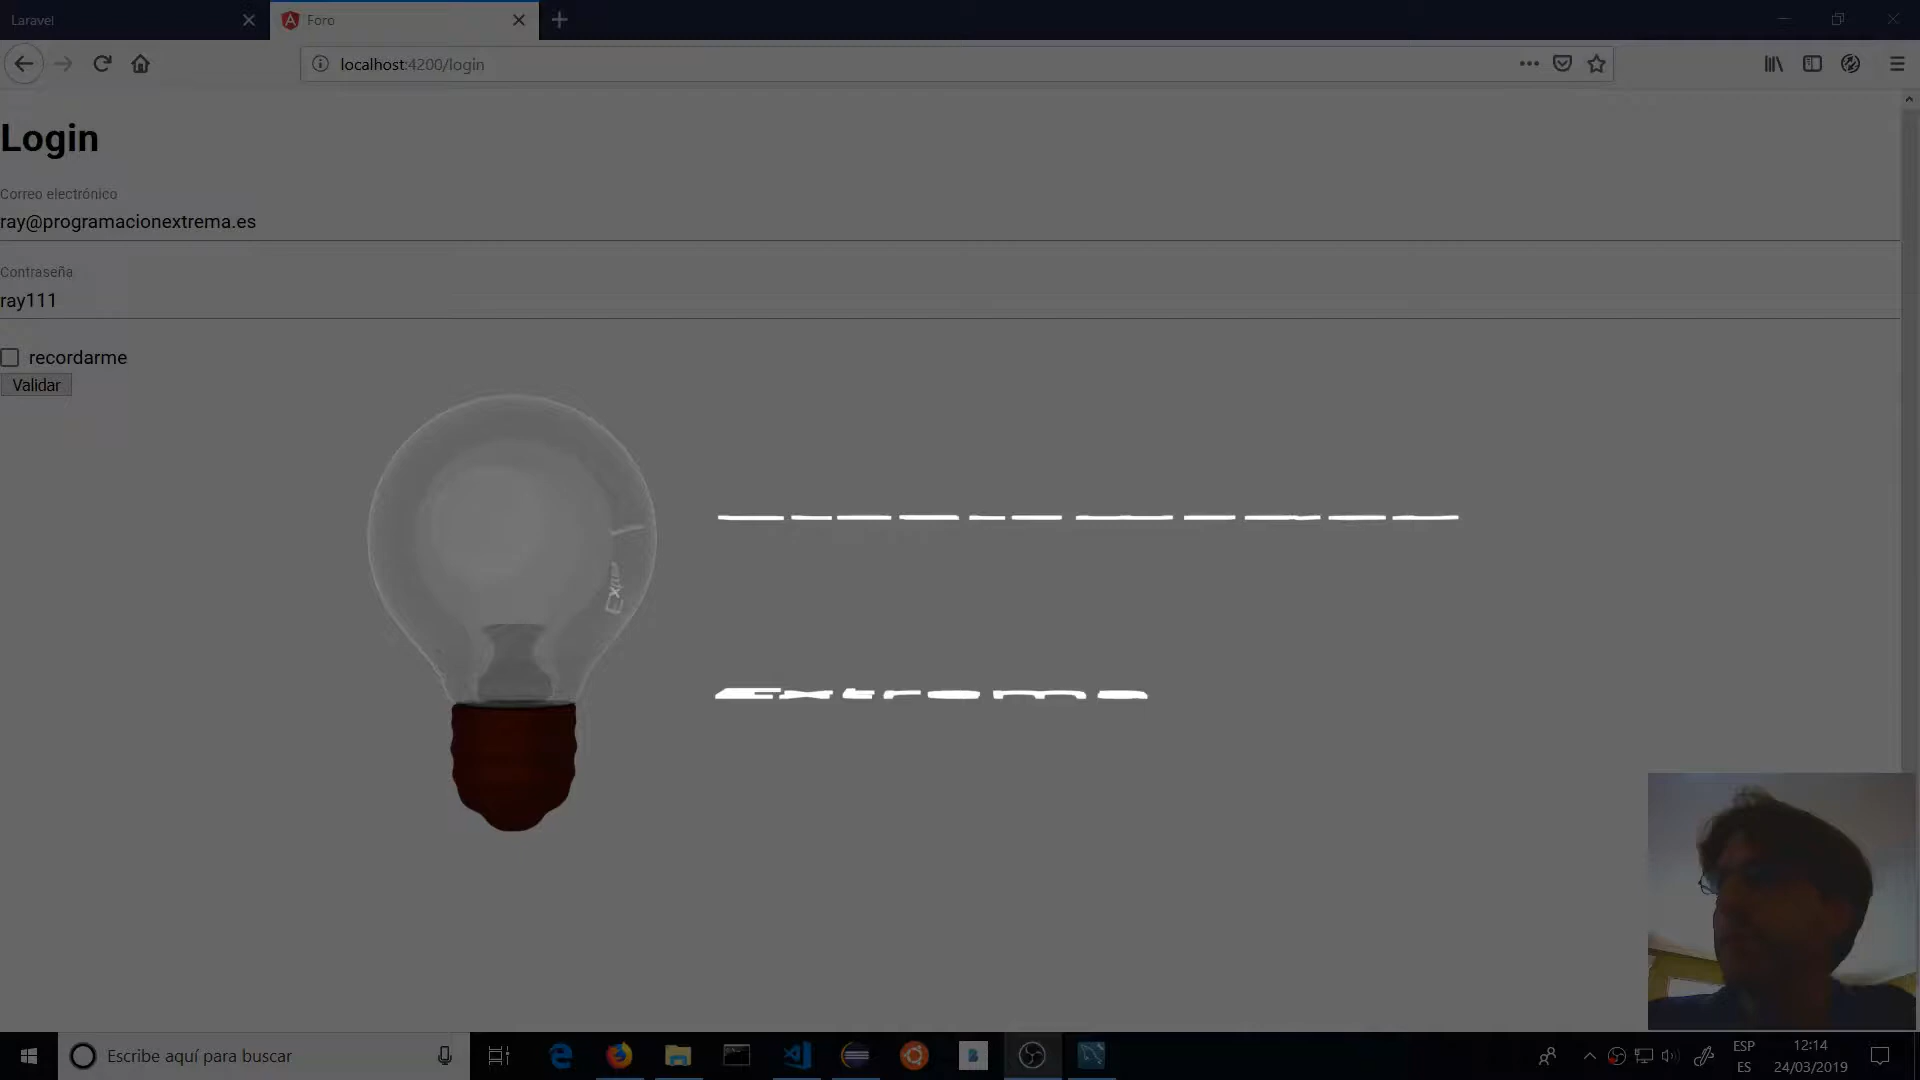 Laravel
Foro
localhost:4200/login
Login
Correo electrónico
ray@programacionextrema.es
Contraseña
ray111
recordarme
Validar
Extrema
Escribe aquí para buscar
ESP
ES
12:14
24/03/2019